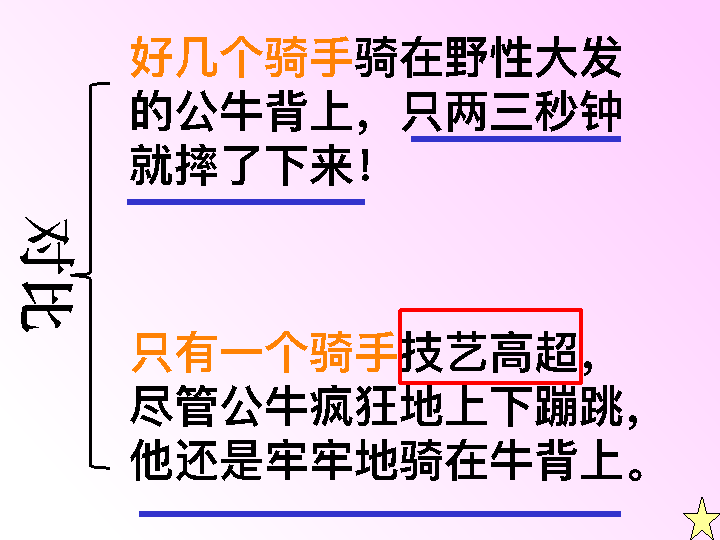 好几个骑手骑在野性大发
的公牛背上，只两三秒钟
就摔了下来！
对比
只有一个骑手技艺高超，
尽管公牛疯狂地上下蹦跳，
他还是牢牢地骑在牛背上。